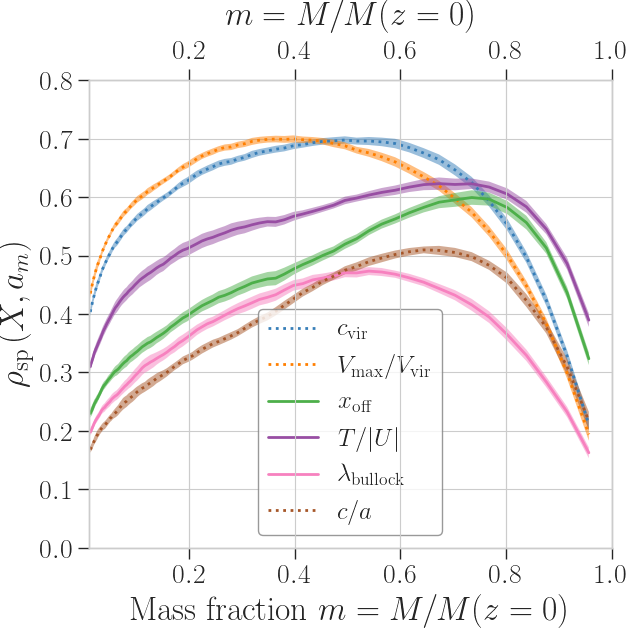 m = M/M(z = 0)
0.2 0.4 0.6 0.8 1.0
0.8
0.7
0.6
0.5
0.4
0.3
0.2
0.1
0.0
ρsp(X, aₘ)
cvir
Vmax/Vvir
xoff
T/|U|
λbullock
c/a
0.2 0.4 0.6 0.8 1.0
Mass fraction m = M/M(z = 0)